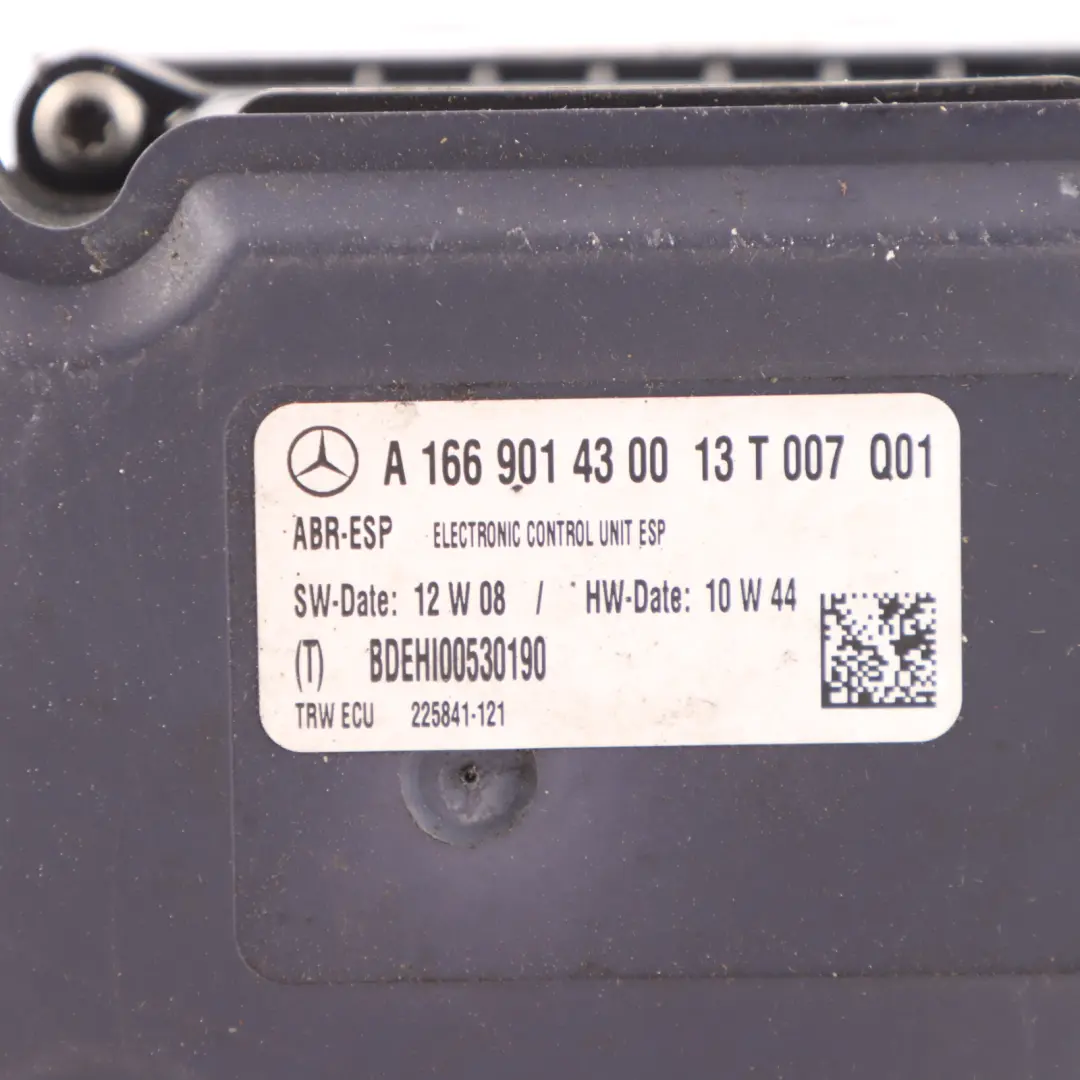 A 166 901 43 00 13 T 007 Q01
ABR-ESP ELECTRONIC CONTROL UNIT ESP
SW-Date: 12 W 08 / HW-Date: 10 W 44
(T) BDEHI00530190
TRW ECU 225841-121